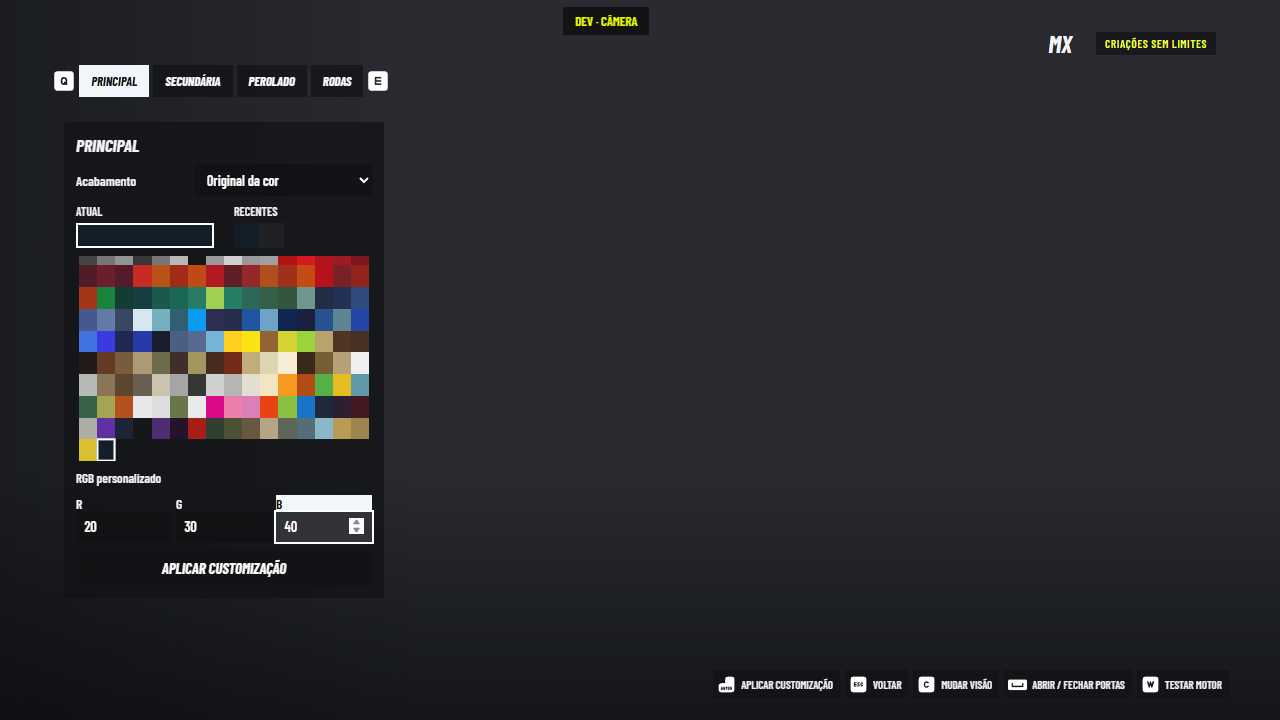 DEV · CÂMERA
MX
CRIAÇÕES SEM LIMITES
Q
PRINCIPAL
SECUNDÁRIA
PEROLADO
RODAS
E
PRINCIPAL
Acabamento
Original da cor
ATUAL
RECENTES
RGB personalizado
R
G
B
20
30
40
APLICAR CUSTOMIZAÇÃO
ENTER
APLICAR CUSTOMIZAÇÃO
ESC
VOLTAR
C
MUDAR VISÃO
ABRIR / FECHAR PORTAS
W
TESTAR MOTOR